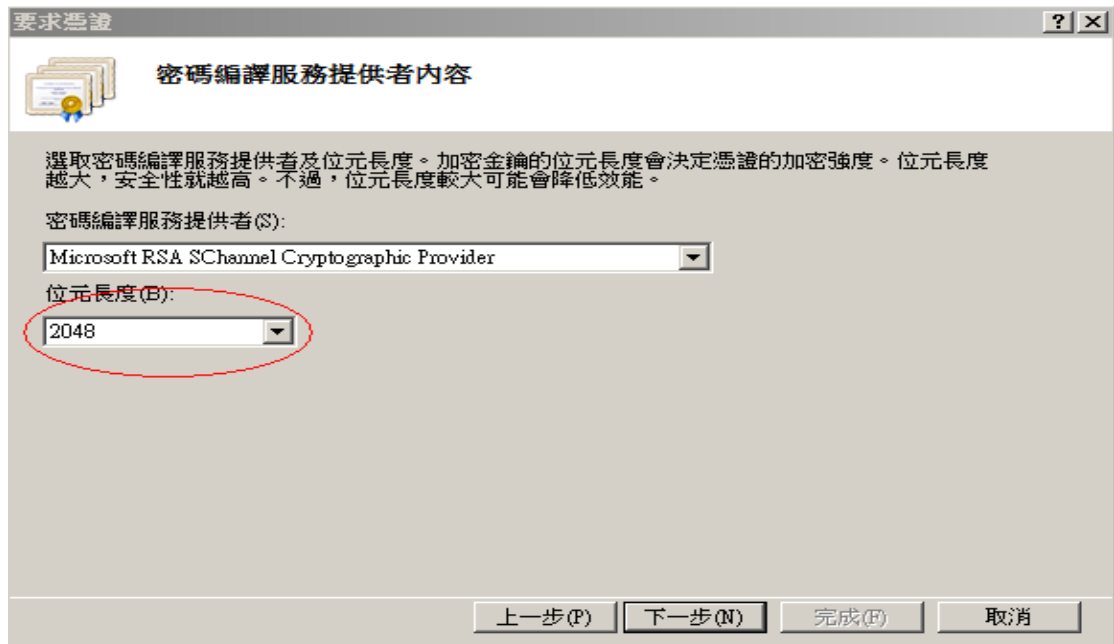 要求憑證
密碼編譯服務提供者內容
選取密碼編譯服務提供者及位元長度。加密金鑰的位元長度會決定憑證的加密強度。位元長度
越大，安全性就越高。不過，位元長度較大可能會降低效能。
密碼編譯服務提供者(S):
Microsoft RSA SChannel Cryptographic Provider
位元長度(B):
2048
上一步(P) 下一步(N) 完成(F) 取消